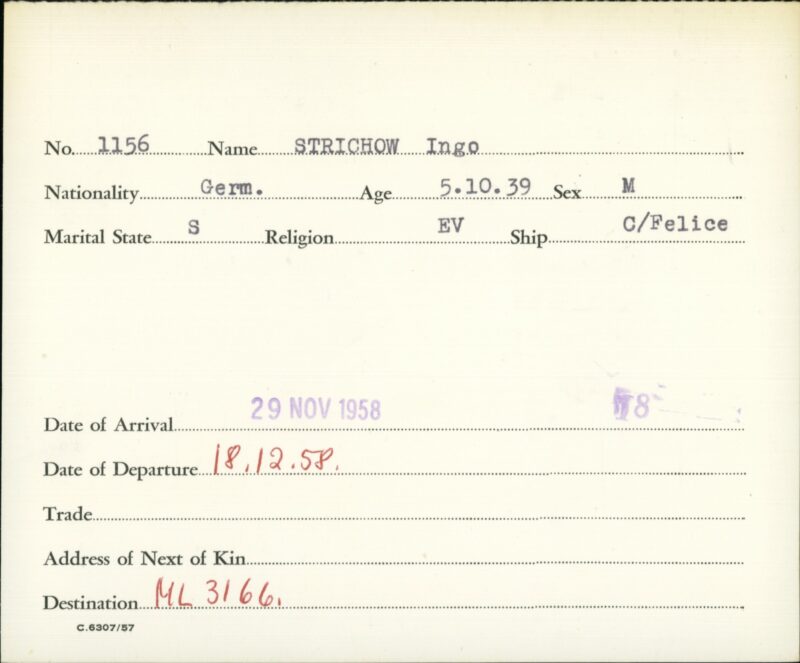 No. 1156 Name STRICHOW Ingo
Nationality Germ. Age 5.10.39 Sex M
Marital State S Religion EV Ship C/Felice
Date of Arrival 29 NOV 1958
Date of Departure 18.12.58.
Trade
Address of Next of Kin
Destination ML 3166.
C.6307/57